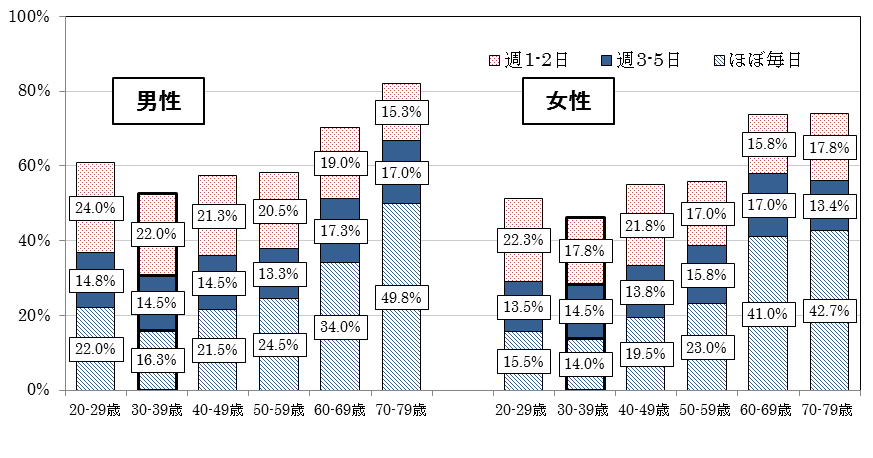 100%
80%
60%
40%
20%
0%
週1-2日 週3-5日 ほぼ毎日
男性
女性
24.0% 22.0% 21.3% 20.5% 19.0% 15.3%
14.8% 14.5% 14.5% 13.3% 17.3% 17.0%
22.0% 16.3% 21.5% 24.5% 34.0% 49.8%
22.3% 17.8% 21.8% 17.0% 15.8% 17.8%
13.5% 14.5% 13.8% 15.8% 17.0% 13.4%
15.5% 14.0% 19.5% 23.0% 41.0% 42.7%
20-29歳 30-39歳 40-49歳 50-59歳 60-69歳 70-79歳
20-29歳 30-39歳 40-49歳 50-59歳 60-69歳 70-79歳